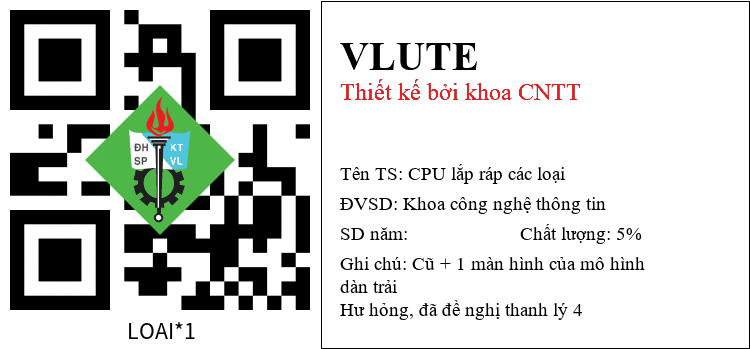 ĐH KT
SP VL
LOAI*1
VLUTE
Thiết kế bởi khoa CNTT
Tên TS: CPU lắp ráp các loại
ĐVSD: Khoa công nghệ thông tin
SD năm: Chất lượng: 5%
Ghi chú: Cũ + 1 màn hình của mô hình
dàn trải
Hư hỏng, đã đề nghị thanh lý 4